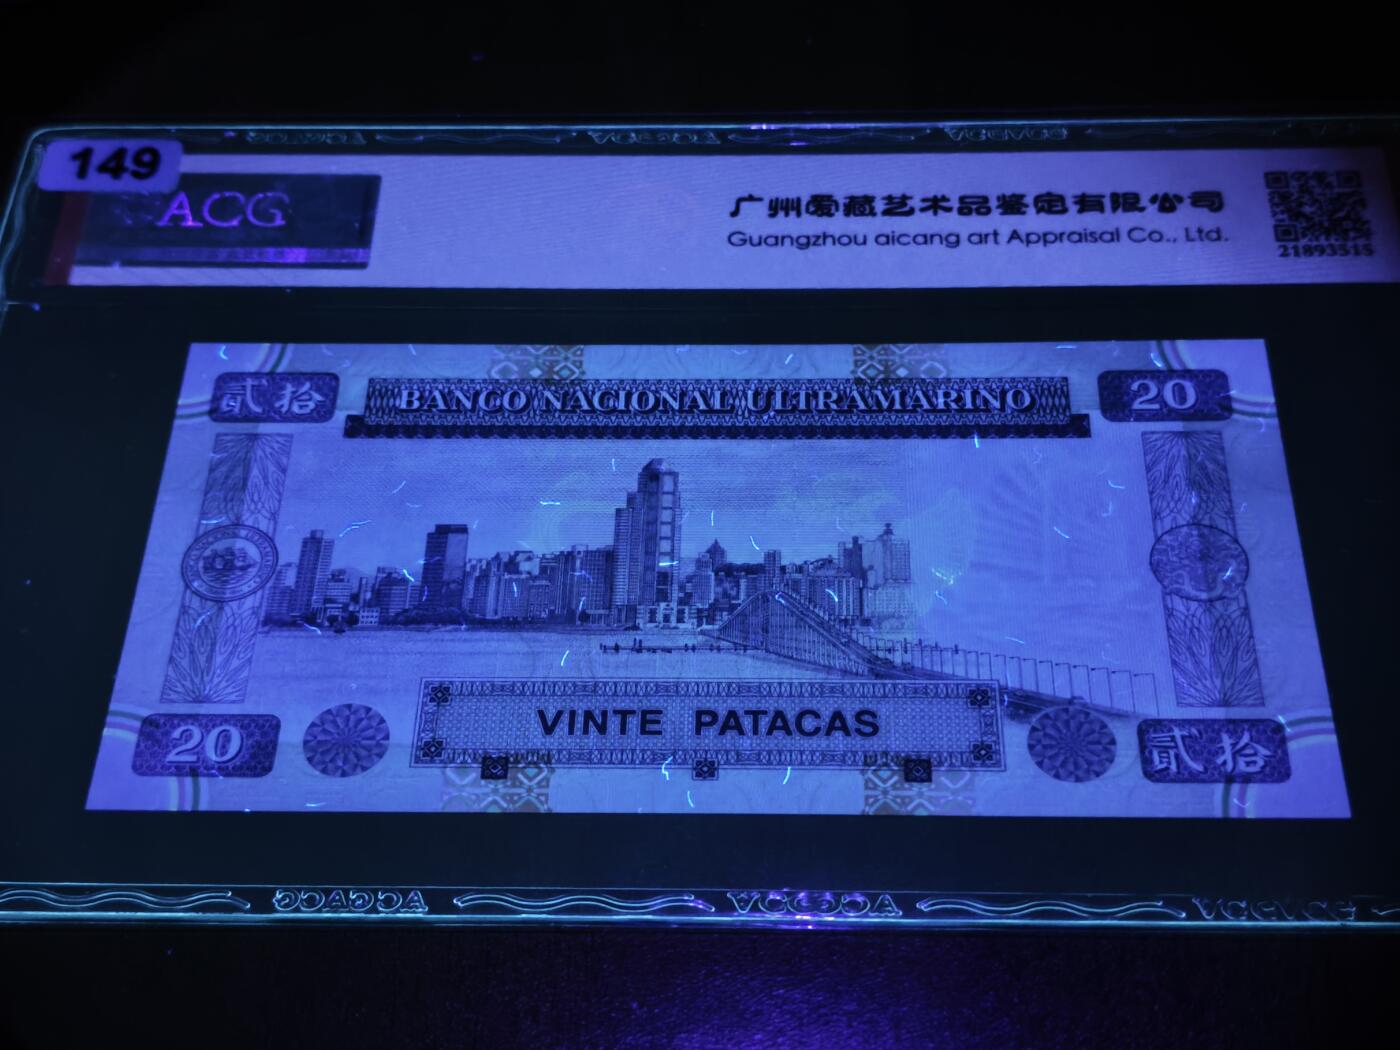 149
ACG
广州爱藏艺术品鉴定有限公司
Guangzhou aicang art Appraisal Co., Ltd.
21893515
贰拾
BANCO NACIONAL ULTRAMARINO
20
20
VINTE PATACAS
贰拾